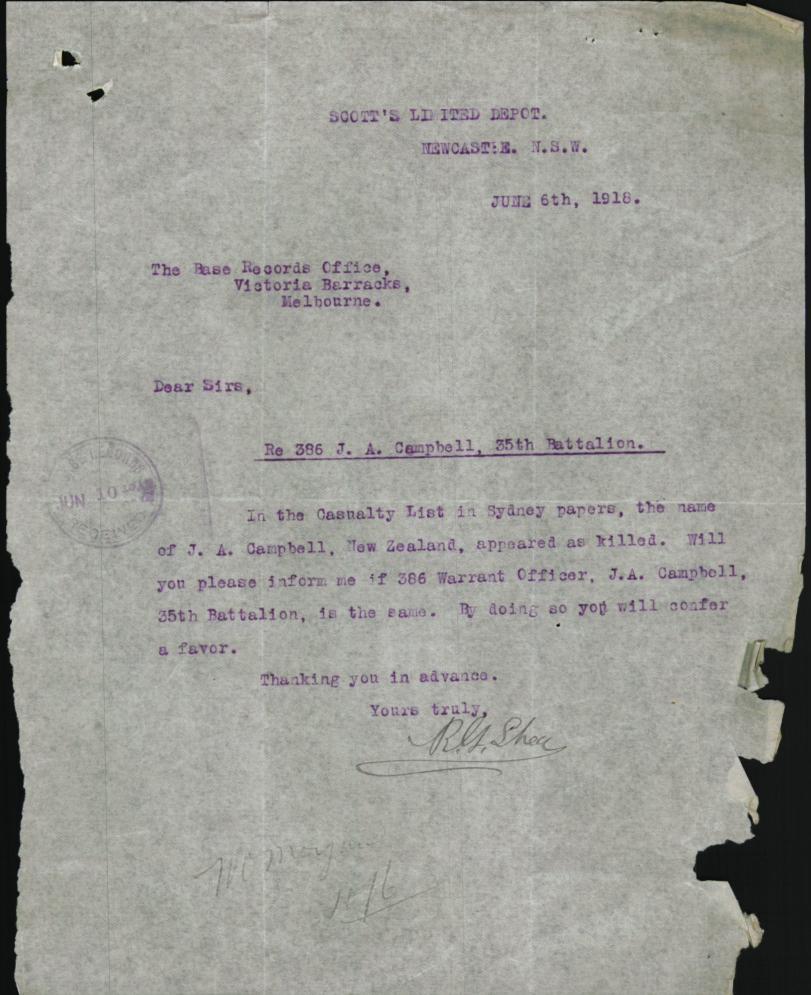 SCOTT'S LIMITED DEPOT.
NEWCASTLE. N.S.W.
JUNE 6th, 1918.
The Base Records Office,
Victoria Barracks,
Melbourne.
Dear Sirs,
Re 386 J. A. Campbell, 35th Battalion.
JUN 10
In the Casualty List in Sydney papers, the name
of J. A. Campbell, New Zealand, appeared as killed. Will
you please inform me if 386 Warrant Officer, J.A. Campbell,
35th Battalion, is the same. By doing so you will confer
a favor.
Thanking you in advance.
Yours truly,
R.G. Shea